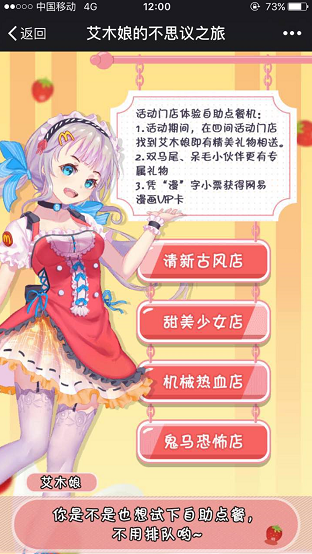 中国移动 4G 12:00 73%
返回 艾木娘的不思议之旅
活动门店体验自助点餐机:
1.活动期间,在四间活动门店
找到艾木娘即有精美礼物相送。
2.双马尾、呆毛小伙伴更有专
属礼物
3.凭“漫”字小票获得网易
漫画VIP卡
清新古风店
甜美少女店
机械热血店
鬼马恐怖店
艾木娘
你是不是也想试下自助点餐,
不用排队哟~